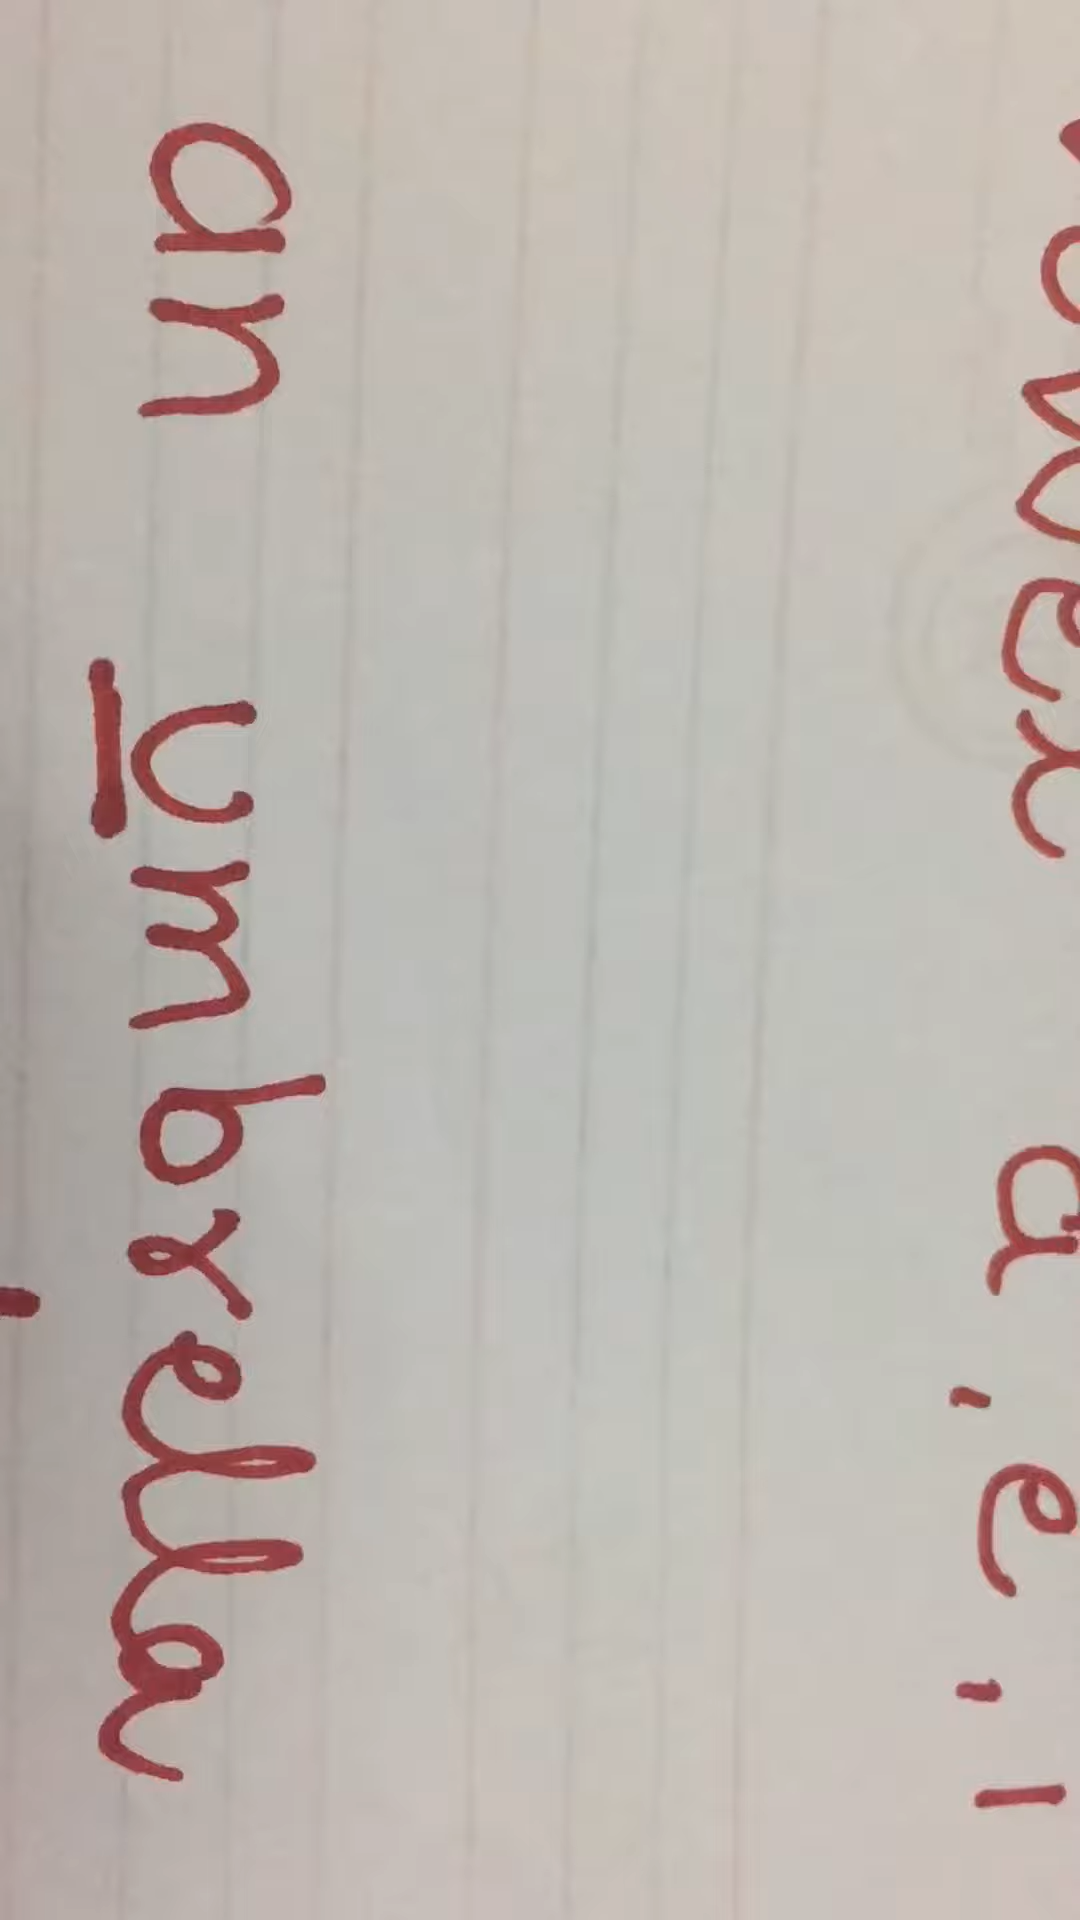 a, e, i
an umbrella